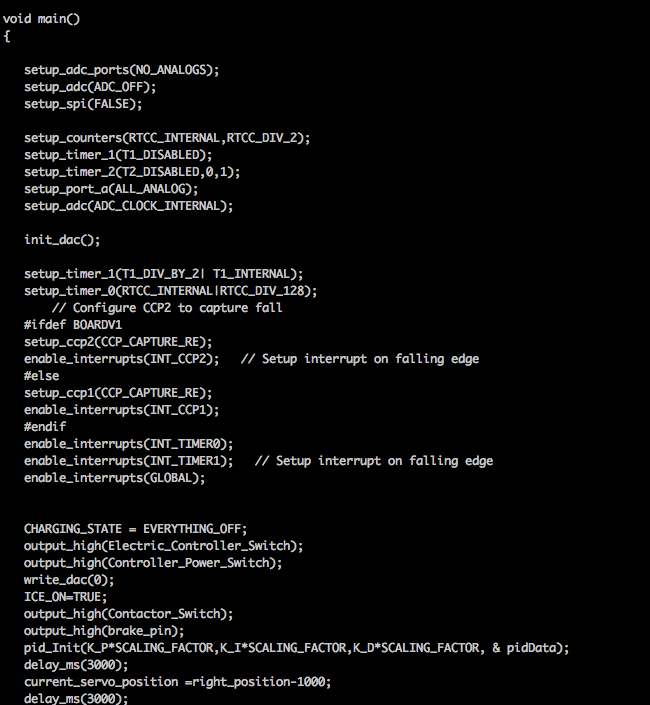 void main()
{
setup_adc_ports(NO_ANALOGS);
setup_adc(ADC_OFF);
setup_spi(FALSE);
setup_counters(RTCC_INTERNAL,RTCC_DIV_2);
setup_timer_1(T1_DISABLED);
setup_timer_2(T2_DISABLED,0,1);
setup_port_a(ALL_ANALOG);
setup_adc(ADC_CLOCK_INTERNAL);
init_dac();
setup_timer_1(T1_DIV_BY_2| T1_INTERNAL);
setup_timer_0(RTCC_INTERNAL|RTCC_DIV_128);
// Configure CCP2 to capture fall
#ifdef BOARDV1
setup_ccp2(CCP_CAPTURE_RE);
enable_interrupts(INT_CCP2);   // Setup interrupt on falling edge
#else
setup_ccp1(CCP_CAPTURE_RE);
enable_interrupts(INT_CCP1);
#endif
enable_interrupts(INT_TIMER0);
enable_interrupts(INT_TIMER1);   // Setup interrupt on falling edge
enable_interrupts(GLOBAL);
CHARGING_STATE = EVERYTHING_OFF;
output_high(Electric_Controller_Switch);
output_high(Controller_Power_Switch);
write_dac(0);
ICE_ON=TRUE;
output_high(Contactor_Switch);
output_high(brake_pin);
pid_Init(K_P*SCALING_FACTOR,K_I*SCALING_FACTOR,K_D*SCALING_FACTOR, & pidData);
delay_ms(3000);
current_servo_position =right_position-1000;
delay_ms(3000);